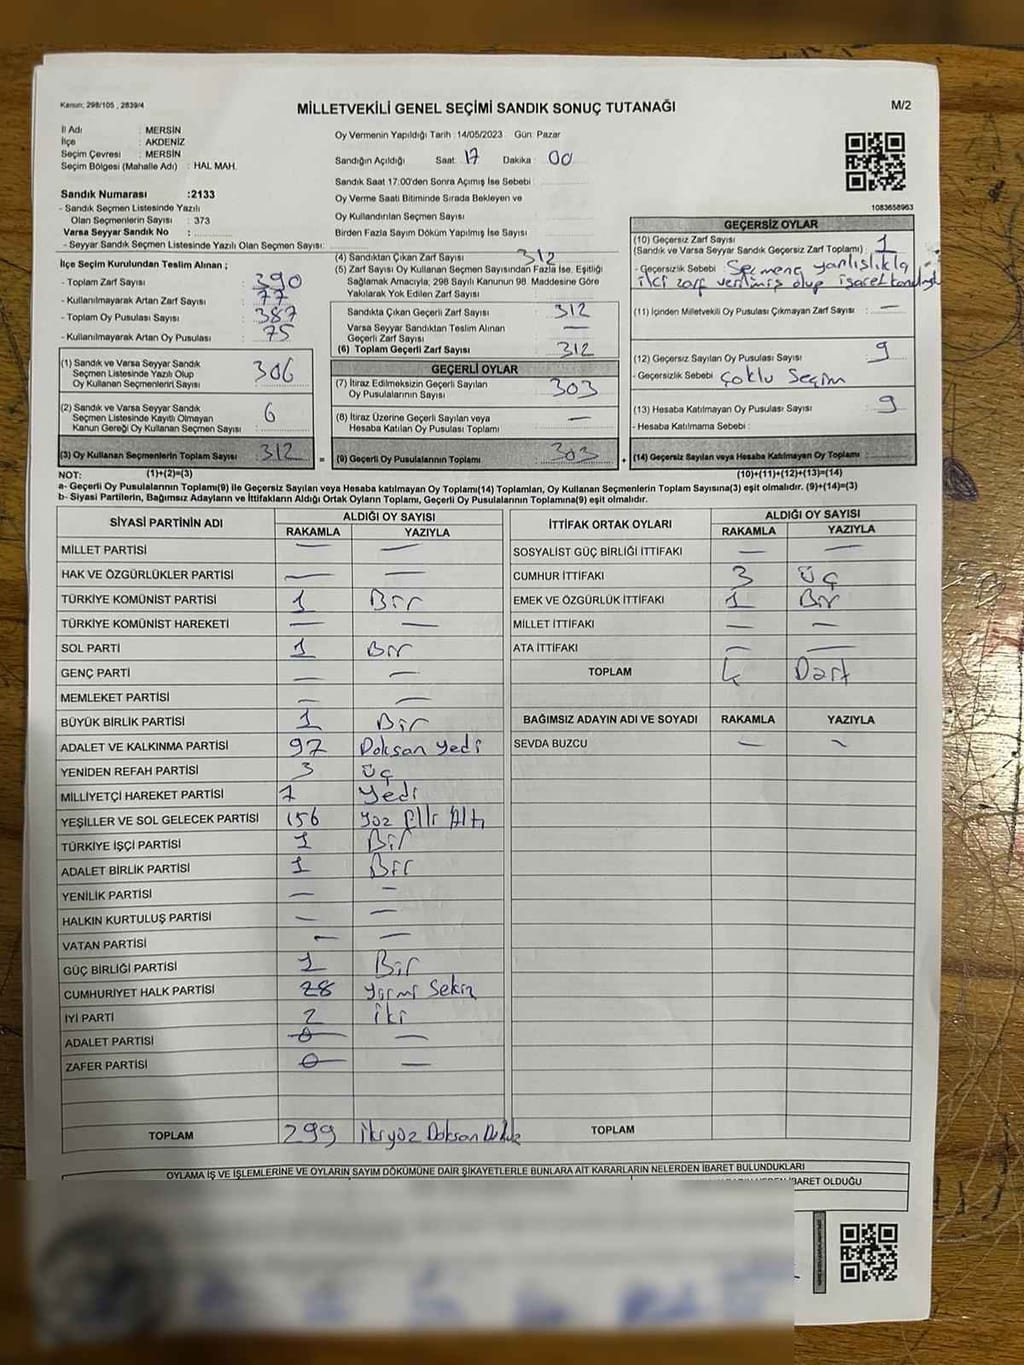 Kanun; 298/105 , 2839/4
MİLLETVEKİLİ GENEL SEÇİMİ SANDIK SONUÇ TUTANAĞI
M/2
İl Adı : MERSİN
İlçe : AKDENİZ
Seçim Çevresi : MERSİN
Seçim Bölgesi (Mahalle Adı) : HAL MAH.
Sandık Numarası :2133
- Sandık Seçmen Listesinde Yazılı
Olan Seçmenlerin Sayısı : 373
Varsa Seyyar Sandık No :
- Seyyar Sandık Seçmen Listesinde Yazılı Olan Seçmen Sayısı:
İlçe Seçim Kurulundan Teslim Alınan ;
- Toplam Zarf Sayısı : 390
- Kullanılmayarak Artan Zarf Sayısı : 77
- Toplam Oy Pusulası Sayısı : 387
- Kullanılmayarak Artan Oy Pusulası : 75
(1) Sandık ve Varsa Seyyar Sandık
Seçmen Listesinde Yazılı Olup
Oy Kullanan Seçmenlerin Sayısı : 306
(2) Sandık ve Varsa Seyyar Sandık
Seçmen Listesinde Kayıtlı Olmayan
Kanun Gereği Oy Kullanan Seçmen Sayısı : 6
(3) Oy Kullanan Seçmenlerin Toplam Sayısı : 312 =
Oy Vermenin Yapıldığı Tarih :14/05/2023 Gün: Pazar
Sandığın Açıldığı Saat: 17 Dakika : 00
Sandık Saat 17:00'den Sonra Açımış İse Sebebi :
Oy Verme Saati Bitiminde Sırada Bekleyen ve
Oy Kullandırılan Seçmen Sayısı :
Birden Fazla Sayım Döküm Yapılmış İse Sayısı :
(4) Sandıktan Çıkan Zarf Sayısı : 312
(5) Zarf Sayısı Oy Kullanan Seçmen Sayısından Fazla İse, Eşitliği
Sağlamak Amacıyla; 298 Sayılı Kanunun 98. Maddesine Göre
Yakılarak Yok Edilen Zarf Sayısı :
Sandıkta Çıkan Geçerli Zarf Sayısı : 312
Varsa Seyyar Sandıktan Teslim Alınan
Geçerli Zarf Sayısı : —
(6) Toplam Geçerli Zarf Sayısı : 312
GEÇERLİ OYLAR
(7) İtiraz Edilmeksizin Geçerli Sayılan
Oy Pusulalarının Sayısı : 303
(8) İtiraz Üzerine Geçerli Sayılan veya
Hesaba Katılan Oy Pusulası Toplamı : —
(9) Geçerli Oy Pusulalarının Toplamı : 303 +
1083658963
GEÇERSİZ OYLAR
(10) Geçersiz Zarf Sayısı
(Sandık ve Varsa Seyyar Sandık Geçersiz Zarf Toplamı) : 1
- Geçersizlik Sebebi : Seçmene yanlışlıkla
iki zarf verilmiş olup işaret
(11) İçinden Milletvekili Oy Pusulası Çıkmayan Zarf Sayısı : —
(12) Geçersiz Sayılan Oy Pusulası Sayısı : 9
- Geçersizlik Sebebi : Çoklu Seçim
(13) Hesaba Katılmayan Oy Pusulası Sayısı : 9
- Hesaba Katılmama Sebebi :
(14) Geçersiz Sayılan veya Hesaba Katılmayan Oy Toplamı :
NOT: (1)+(2)=(3) (10)+(11)+(12)+(13)=(14)
a- Geçerli Oy Pusulalarının Toplamı(9) ile Geçersiz Sayılan veya Hesaba Katılmayan Oy Toplamı(14) Toplamları, Oy Kullanan Seçmenlerin Toplam Sayısına(3) eşit olmalıdır. (9)+(14)=(3)
b- Siyasi Partilerin, Bağımsız Adayların ve İttifakların Aldığı Ortak Oyların Toplamı, Geçerli Oy Pusulalarının Toplamına(9) eşit olmalıdır.
SİYASİ PARTİNİN ADI ALDIĞI OY SAYISI
RAKAMLA YAZIYLA
MİLLET PARTİSİ — —
HAK VE ÖZGÜRLÜKLER PARTİSİ — —
TÜRKİYE KOMÜNİST PARTİSİ 1 Bir
TÜRKİYE KOMÜNİST HAREKETİ — —
SOL PARTİ 1 Bir
GENÇ PARTİ — —
MEMLEKET PARTİSİ — —
BÜYÜK BİRLİK PARTİSİ 1 Bir
ADALET VE KALKINMA PARTİSİ 97 Doksan yedi
YENİDEN REFAH PARTİSİ 3 üç
MİLLİYETÇİ HAREKET PARTİSİ 7 yedi
YEŞİLLER VE SOL GELECEK PARTİSİ 156 yüz Elli Altı
TÜRKİYE İŞÇİ PARTİSİ 1 Bir
ADALET BİRLİK PARTİSİ 1 Bir
YENİLİK PARTİSİ — —
HALKIN KURTULUŞ PARTİSİ — —
VATAN PARTİSİ — —
GÜÇ BİRLİĞİ PARTİSİ 1 Bir
CUMHURİYET HALK PARTİSİ 28 yirmi Sekiz
İYİ PARTİ 2 iki
ADALET PARTİSİ 0 —
ZAFER PARTİSİ 0 —
TOPLAM 299 İkiyüz Doksan Dokuz
İTTİFAK ORTAK OYLARI ALDIĞI OY SAYISI
RAKAMLA YAZIYLA
SOSYALİST GÜÇ BİRLİĞİ İTTİFAKI — —
CUMHUR İTTİFAKI 3 üç
EMEK VE ÖZGÜRLÜK İTTİFAKI 1 Bir
MİLLET İTTİFAKI — —
ATA İTTİFAKI — —
TOPLAM 4 Dört
BAĞIMSIZ ADAYIN ADI VE SOYADI RAKAMLA YAZIYLA
SEVDA BUZCU — —
TOPLAM
OYLAMA İŞ VE İŞLEMLERİNE VE OYLARIN SAYIM DÖKÜMÜNE DAİR ŞİKAYETLERLE BUNLARA AİT KARARLARIN NELERDEN İBARET BULUNDUKLARI
İBARET OLDUĞU